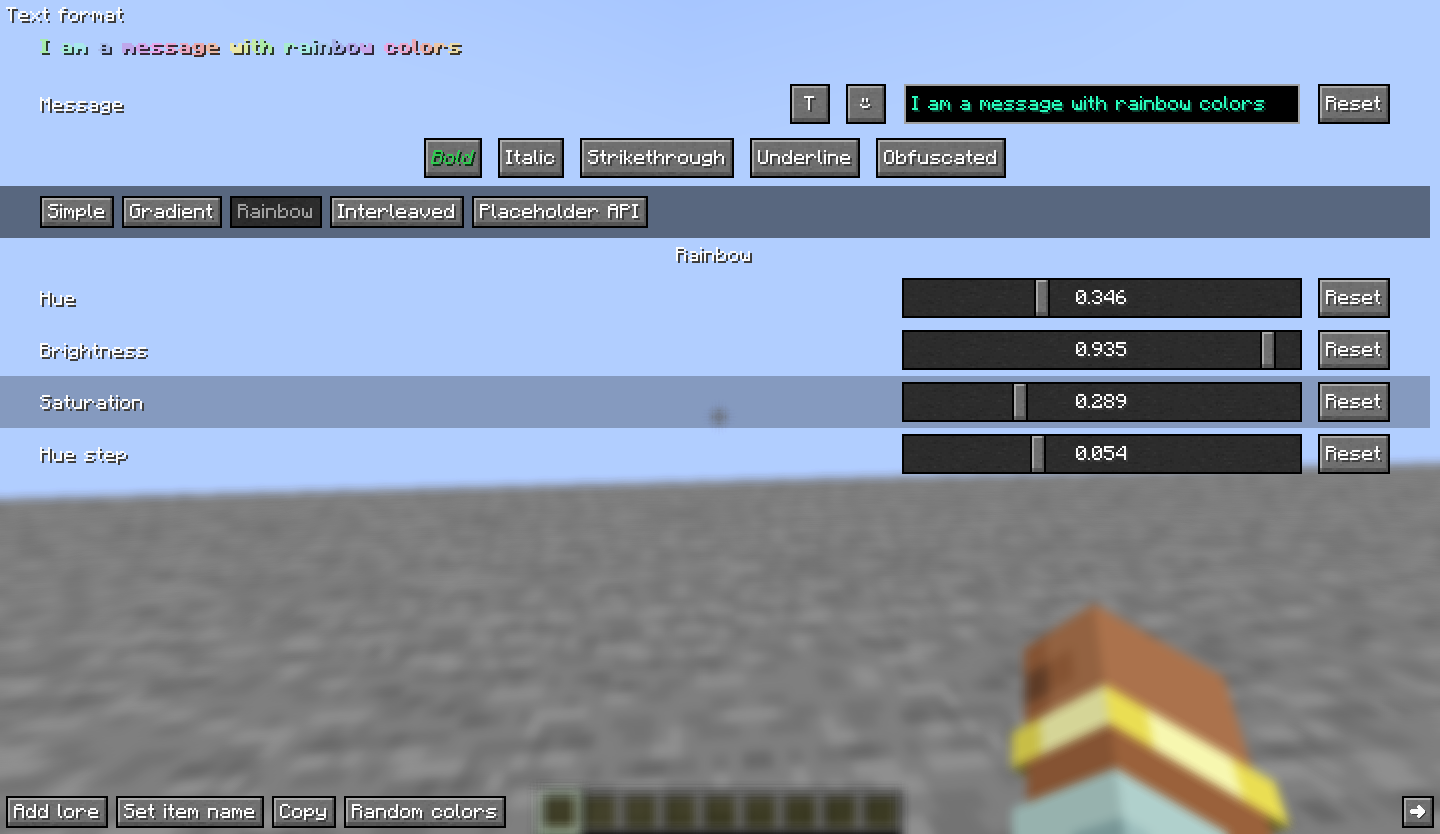 Text format
I am a message with rainbow colors
Message T I am a message with rainbow colors Reset
Bold Italic Strikethrough Underline Obfuscated
Simple Gradient Rainbow Interleaved Placeholder API
Rainbow
Hue 0.346 Reset
Brightness 0.935 Reset
Saturation 0.289 Reset
Hue step 0.054 Reset
Add lore Set item name Copy Random colors